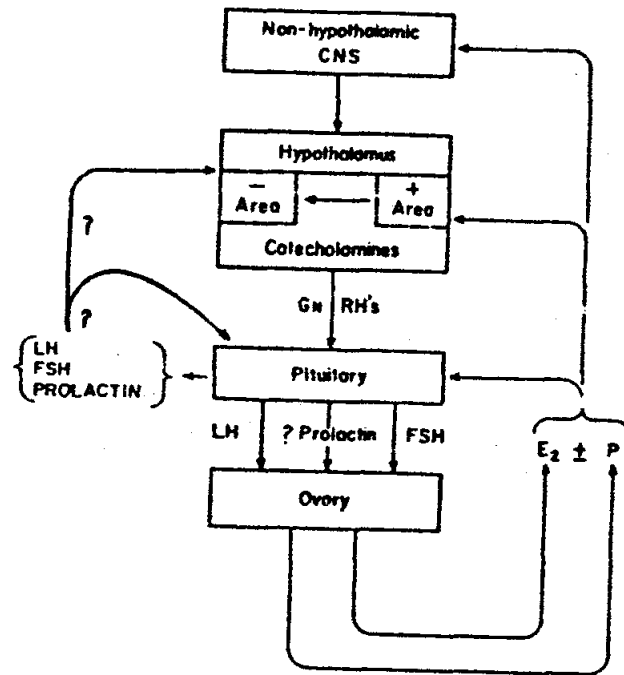 Non-hypothalamic
CNS
Hypothalamus
− Area
+ Area
Catecholamines
GN RH's
?
?
LH
FSH
PROLACTIN
Pituitary
LH ? Prolactin FSH
E₂ ± P
Ovary